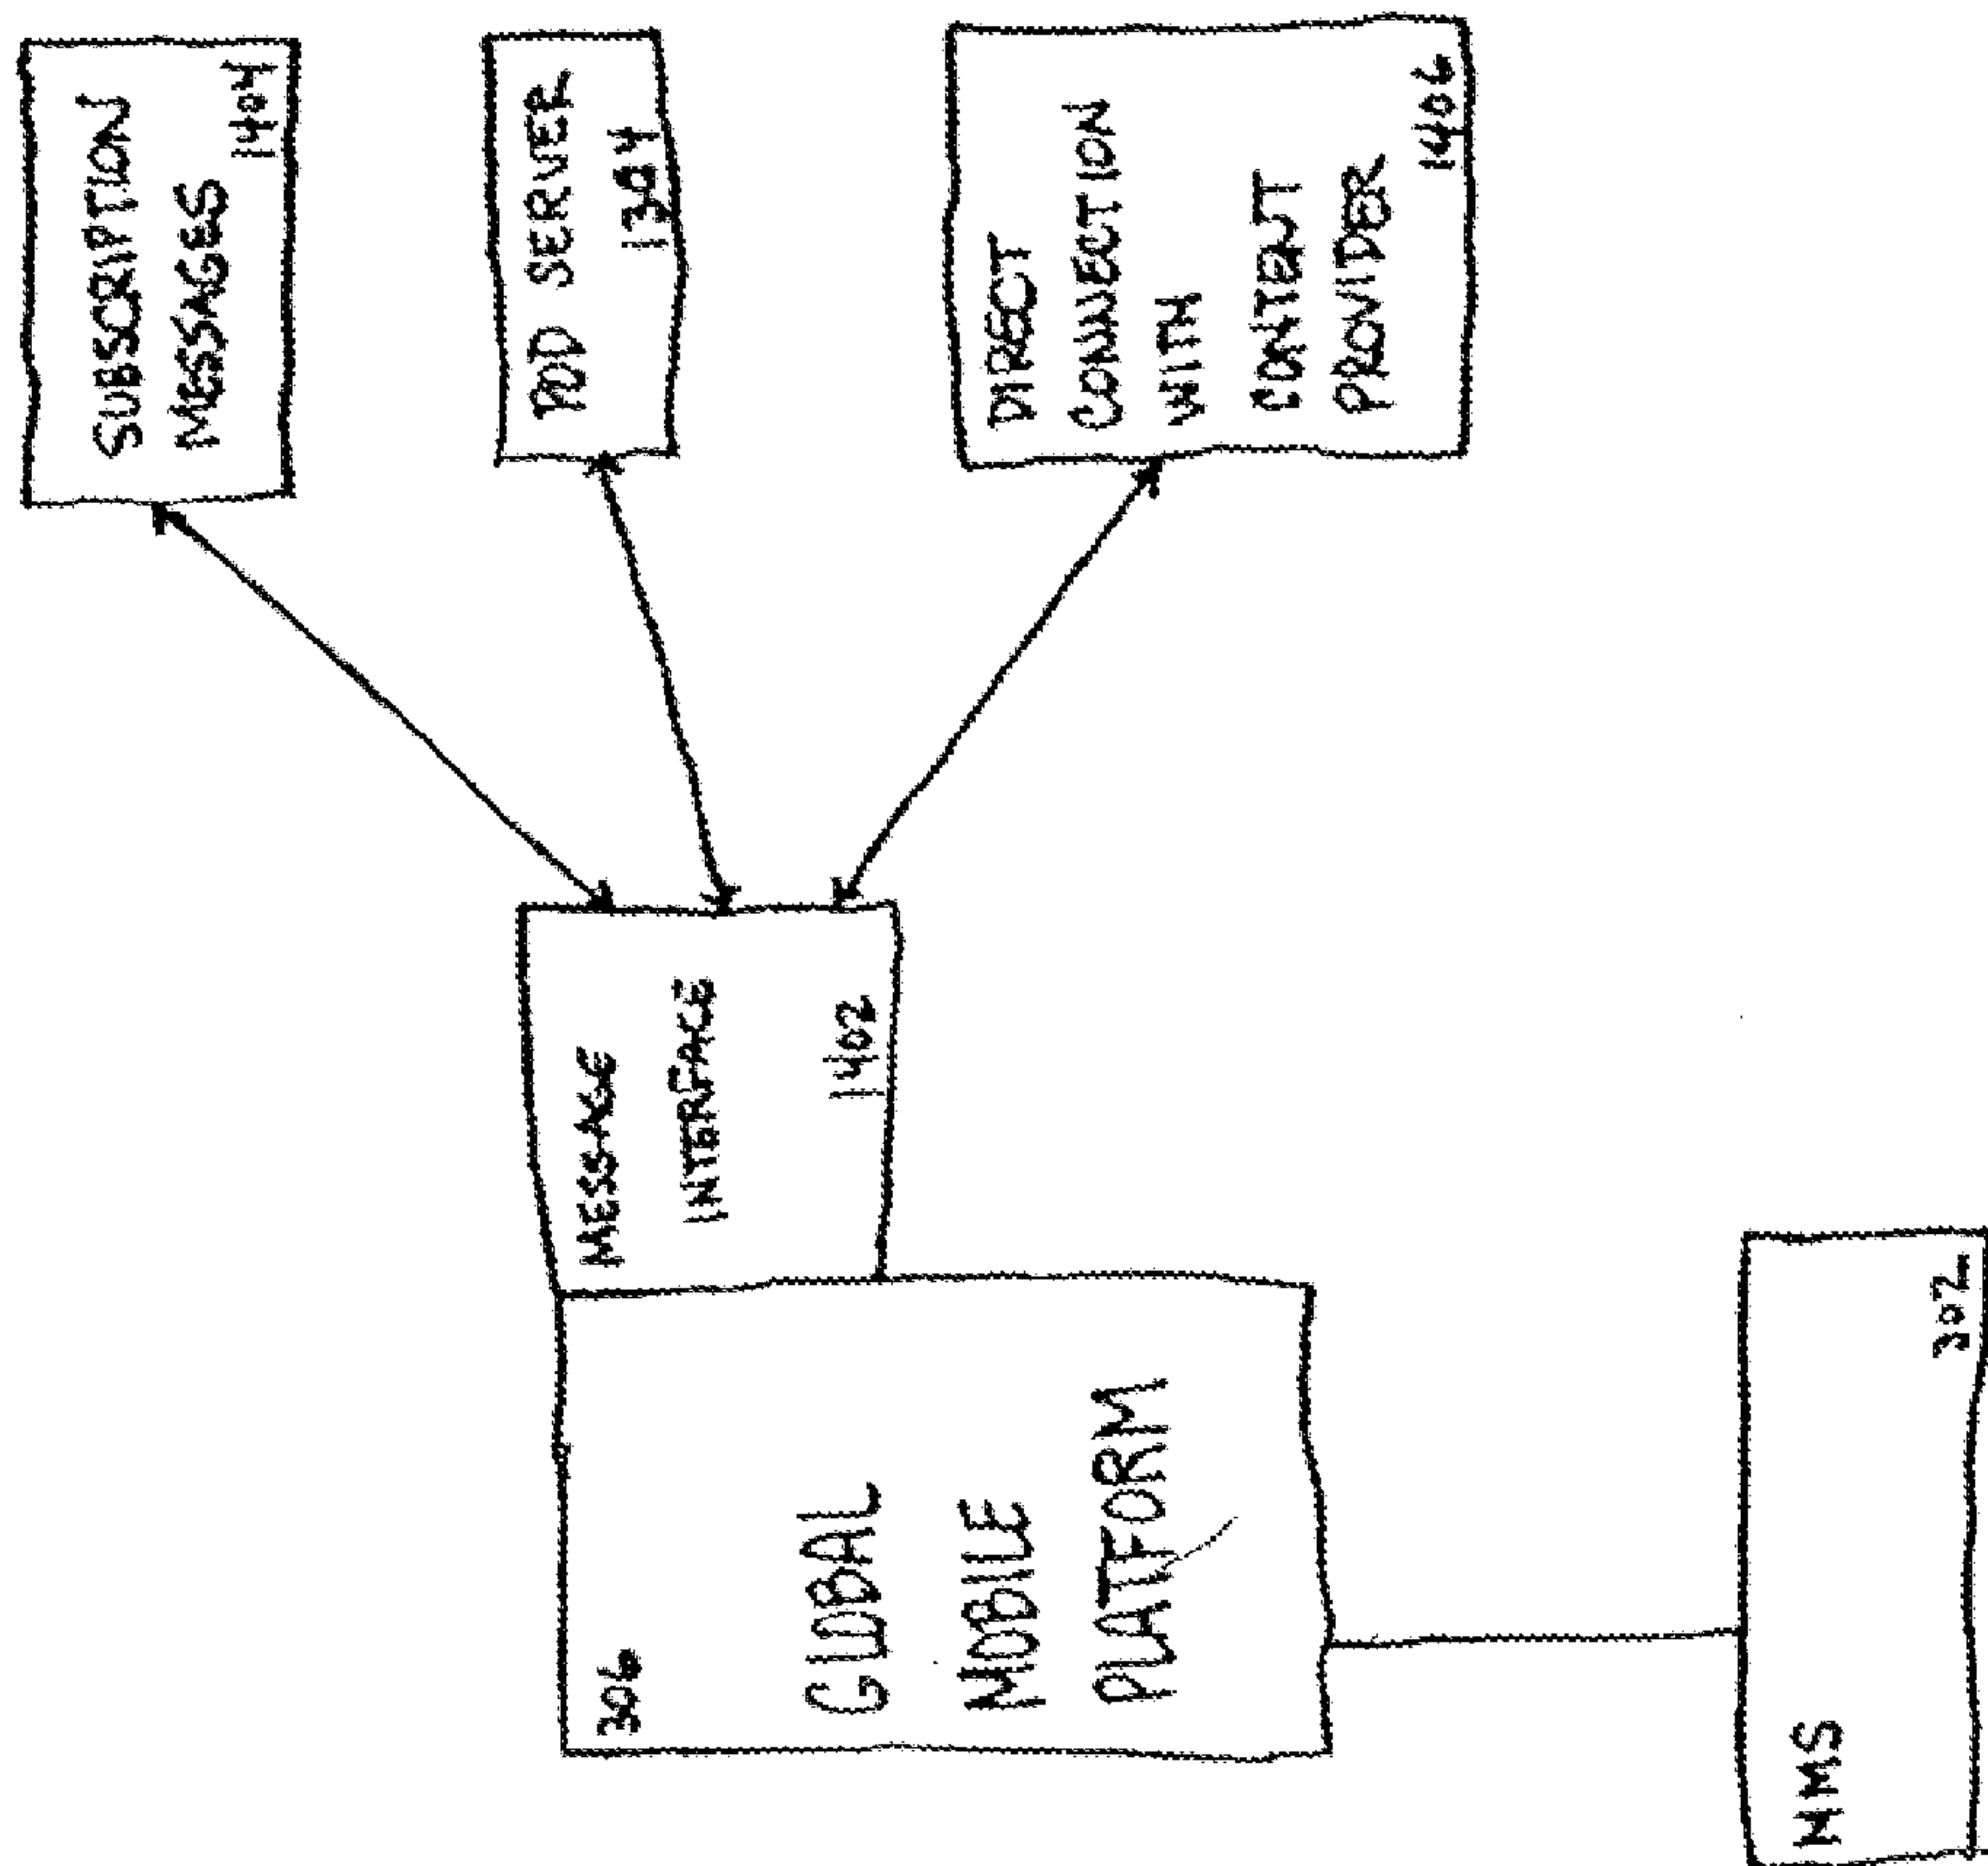 SUBSCRIPTION
MESSAGES
1404
POD SERVER
1304
MESSAGE
INTERFACE
1402
306
GLOBAL
MOBILE
PLATFORM
DIRECT
CONNECTION
WITH
CONTENT
PROVIDER
1406
NMS
302